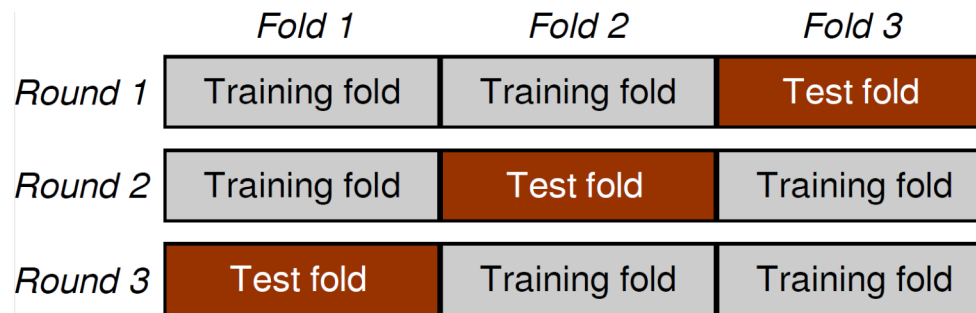 Fold 1 Fold 2 Fold 3
Round 1 Training fold Training fold Test fold
Round 2 Training fold Test fold Training fold
Round 3 Test fold Training fold Training fold